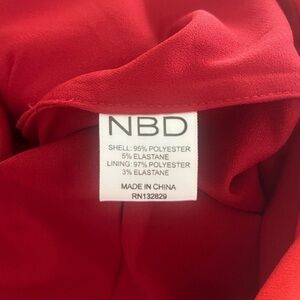 NBD
SHELL: 95% POLYESTER
5% ELASTANE
LINING: 97% POLYESTER
3% ELASTANE
MADE IN CHINA
RN132829